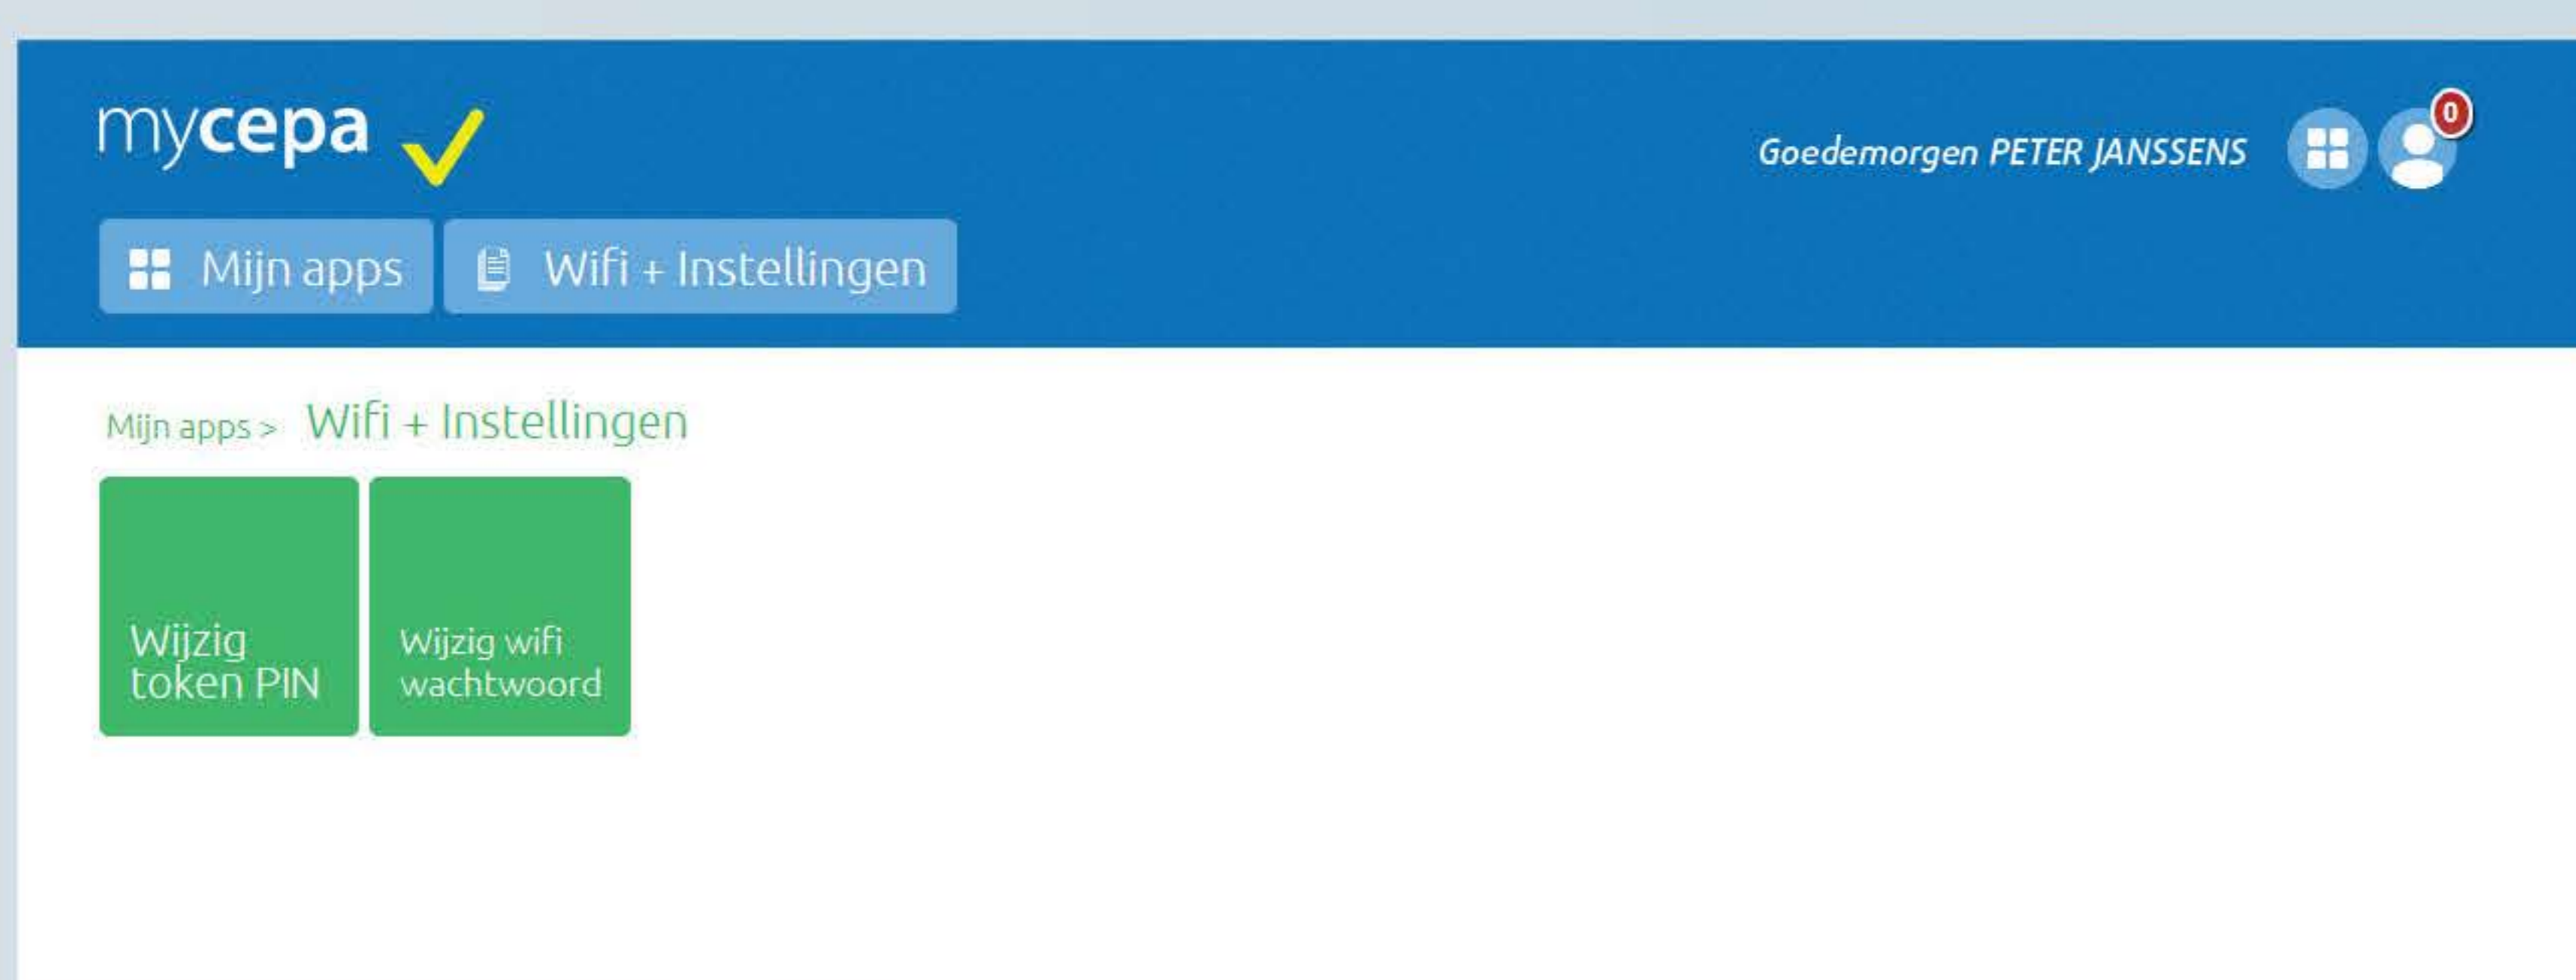 mycepa
Goedemorgen PETER JANSSENS
0
Mijn apps
Wifi + Instellingen
Mijn apps > Wifi + Instellingen
Wijzig
token PIN
Wijzig wifi
wachtwoord